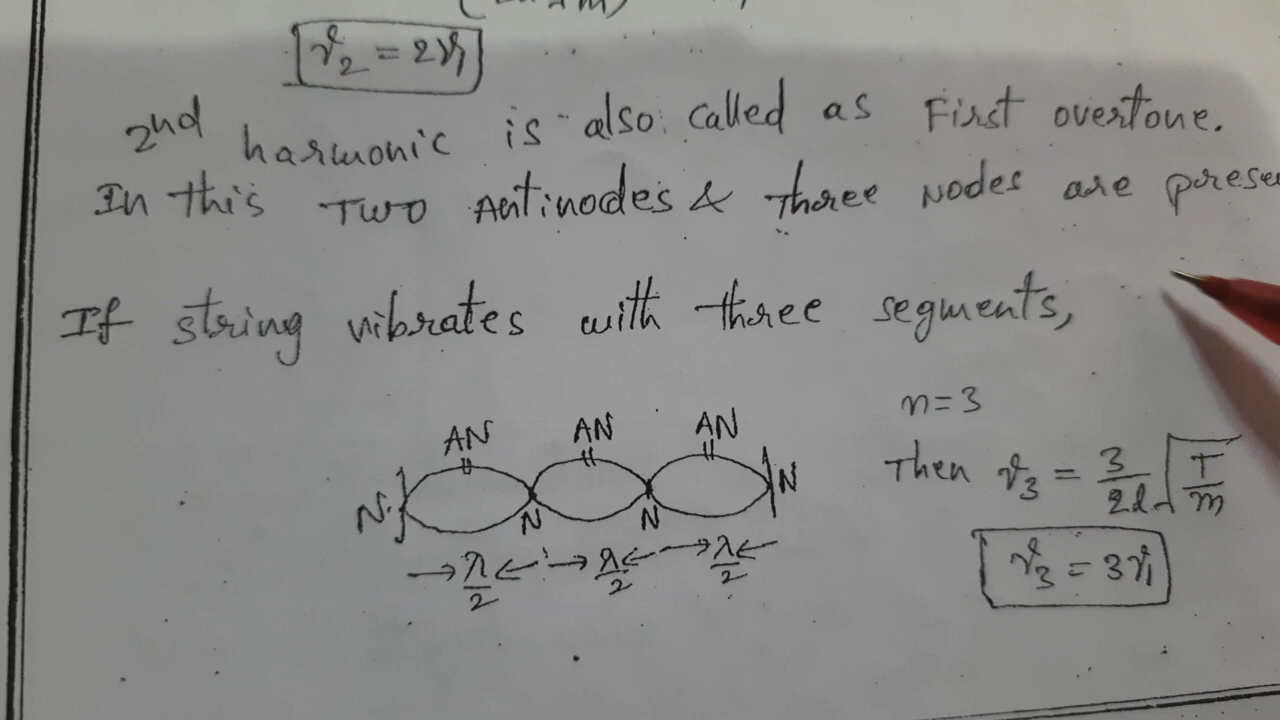 ν₂ = 2ν₁
2nd harmonic is also called as First overtone.
In this Two Antinodes & three Nodes are prese
If string vibrates with three segments,
n=3
AN AN AN
N N N N
Then ν₃ = 3/2l √T/m
λ/2 λ/2 λ/2
ν₃ = 3ν₁